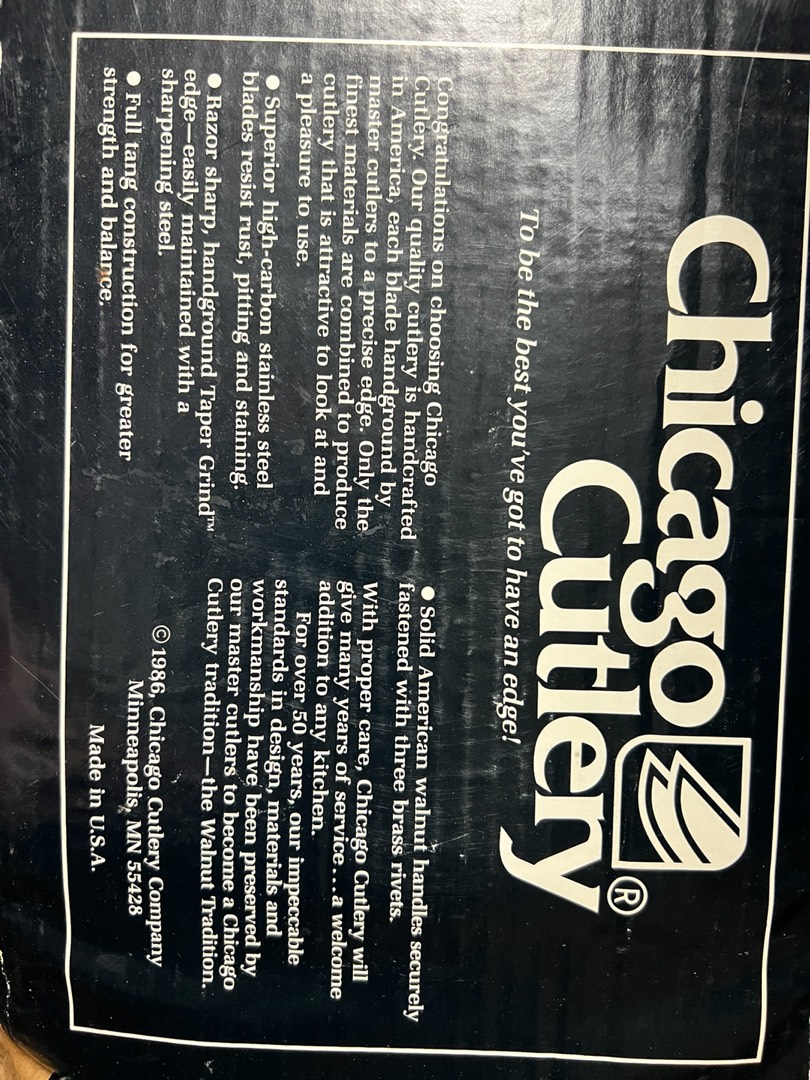 Chicago
Cutlery®
To be the best you've got to have an edge!
Congratulations on choosing Chicago
Cutlery. Our quality cutlery is handcrafted
in America, each blade handground by
master cutlers to a precise edge. Only the
finest materials are combined to produce
cutlery that is attractive to look at and
a pleasure to use.
● Superior high-carbon stainless steel
blades resist rust, pitting and staining.
● Razor sharp, handground Taper Grind™
edge—easily maintained with a
sharpening steel.
● Full tang construction for greater
strength and balance.
● Solid American walnut handles securely
fastened with three brass rivets.
With proper care, Chicago Cutlery will
give many years of service...a welcome
addition to any kitchen.
For over 50 years, our impeccable
standards in design, materials and
workmanship have been preserved by
our master cutlers to become a Chicago
Cutlery tradition—the Walnut Tradition.
© 1986, Chicago Cutlery Company
Minneapolis, MN 55428
Made in U.S.A.